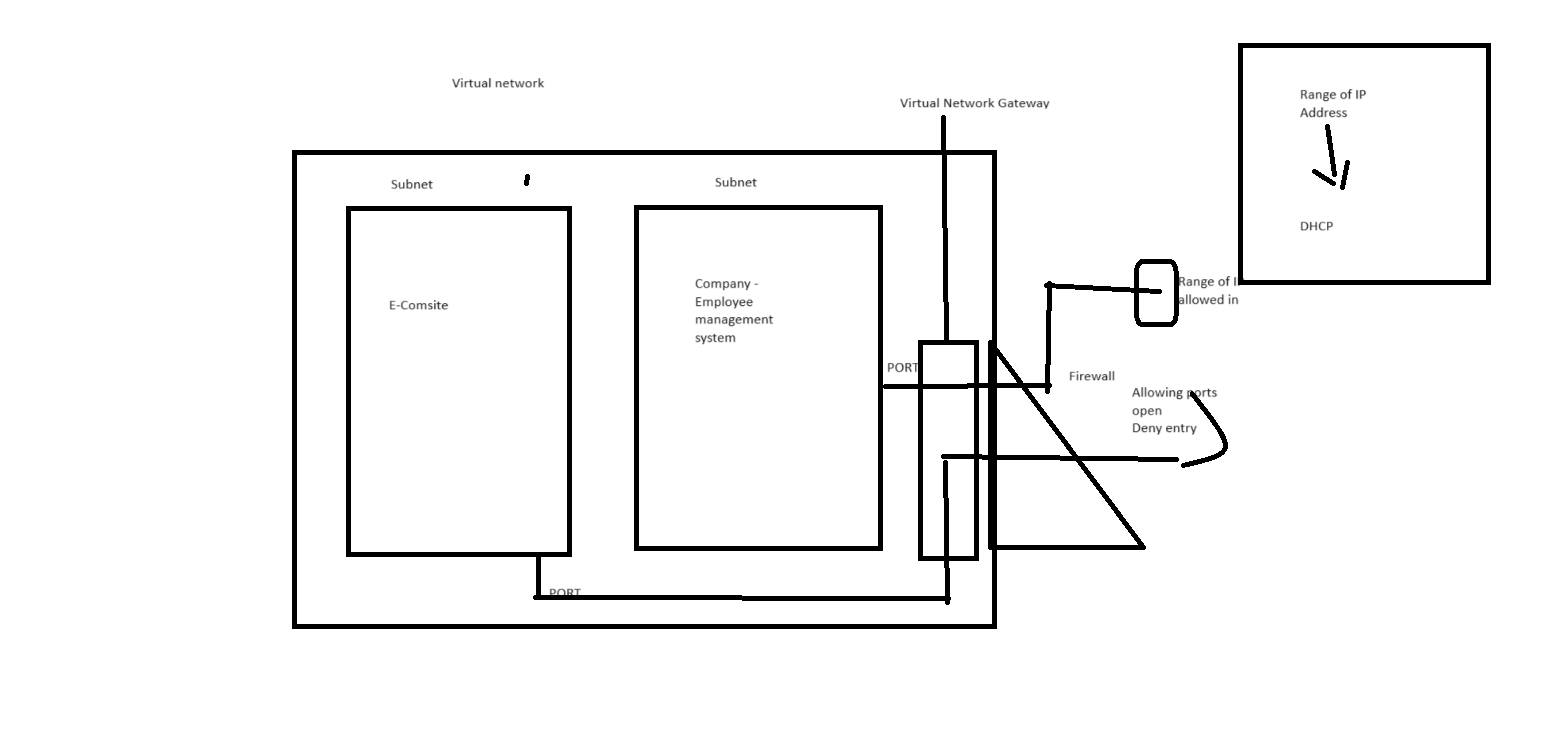 Virtual network
Virtual Network Gateway
Range of IP
Address
DHCP
Subnet
Subnet
E-Comsite
Company -
Employee
management
system
Range of I
allowed in
PORT
Firewall
Allowing ports
open
Deny entry
PORT